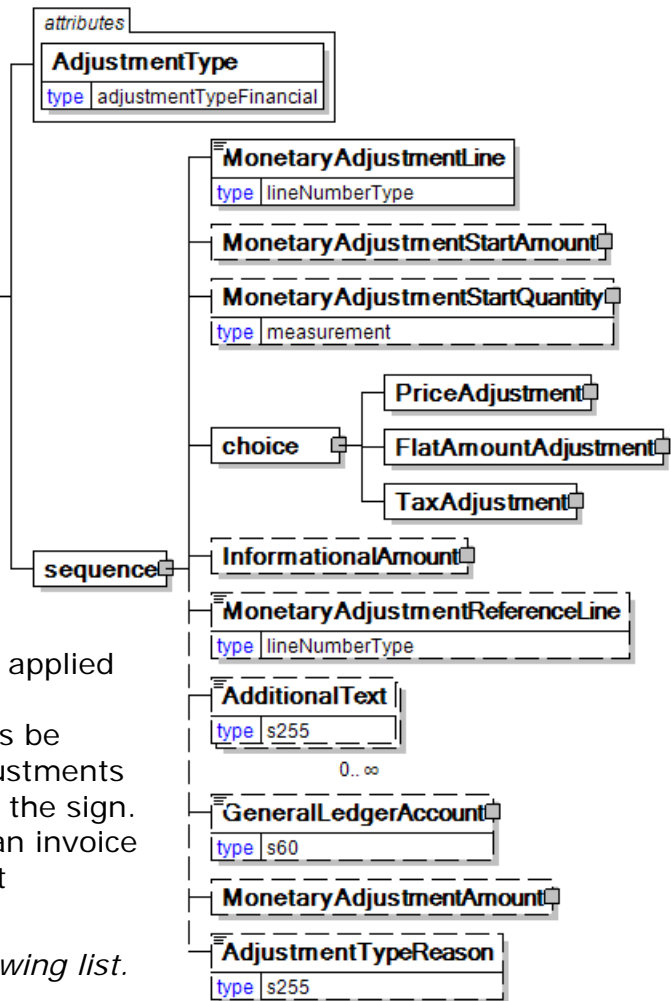 attributes
AdjustmentType
type adjustmentTypeFinancial
MonetaryAdjustmentLine
type lineNumberType
MonetaryAdjustmentStartAmount
MonetaryAdjustmentStartQuantity
type measurement
choice
PriceAdjustment
FlatAmountAdjustment
TaxAdjustment
sequence
InformationalAmount
MonetaryAdjustmentReferenceLine
type lineNumberType
AdditionalText
type s255
0.. ∞
GeneralLedgerAccount
type s60
MonetaryAdjustmentAmount
AdjustmentTypeReason
type s255
applied
s be
ustments
the sign.
an invoice
t
wing list.